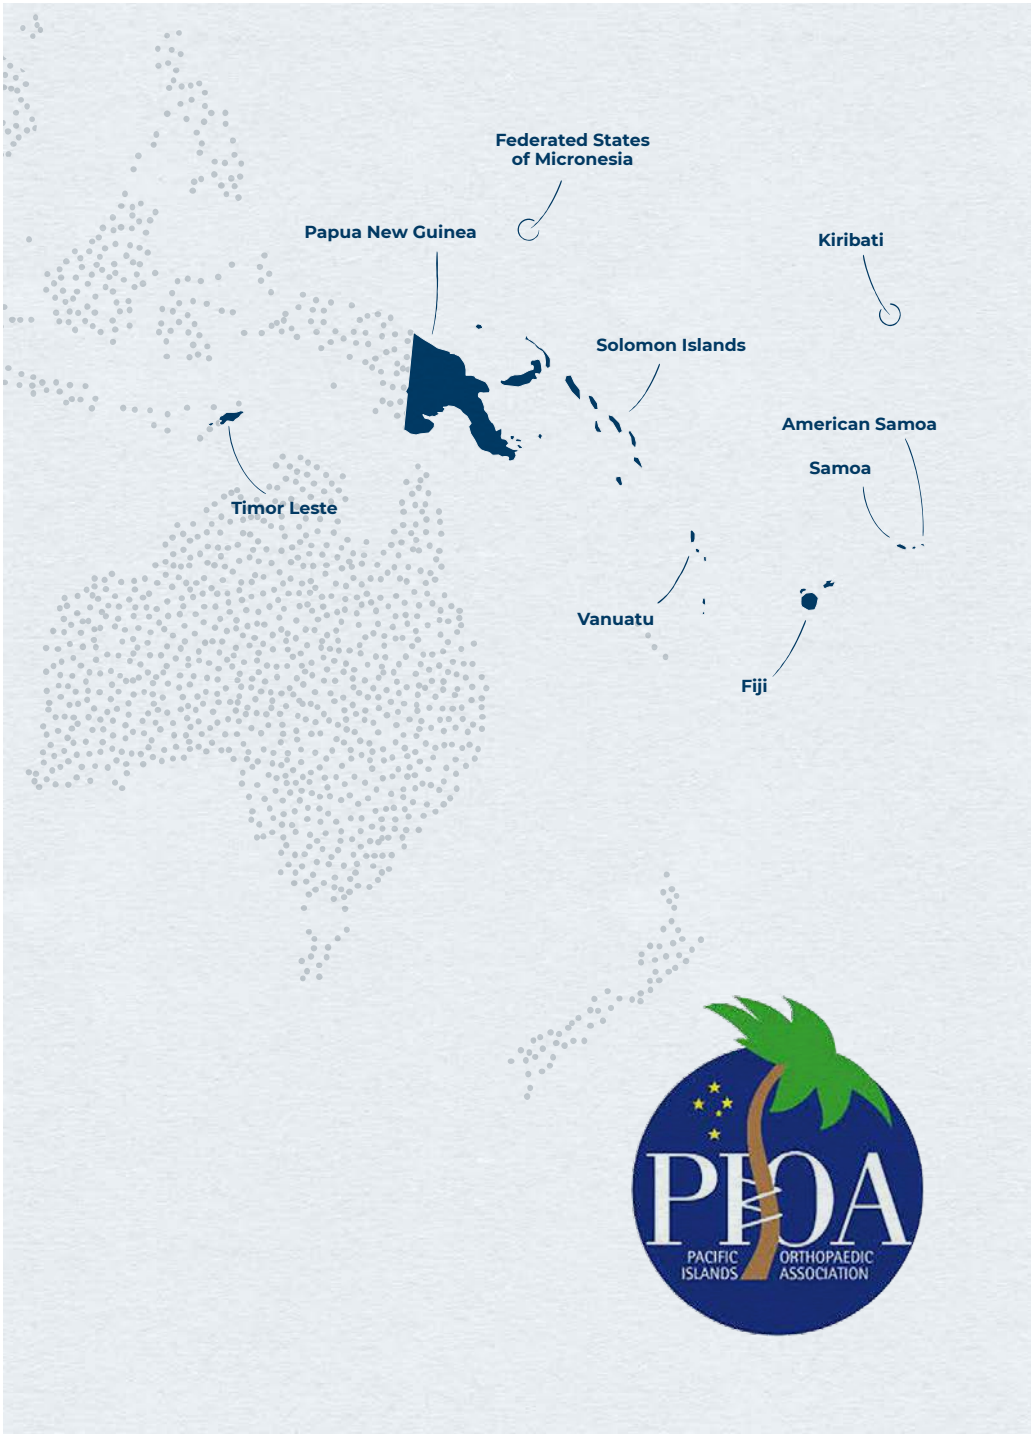 Federated States
of Micronesia
Papua New Guinea
Kiribati
Solomon Islands
American Samoa
Samoa
Timor Leste
Vanuatu
Fiji
PIOA
PACIFIC ORTHOPAEDIC
ISLANDS ASSOCIATION